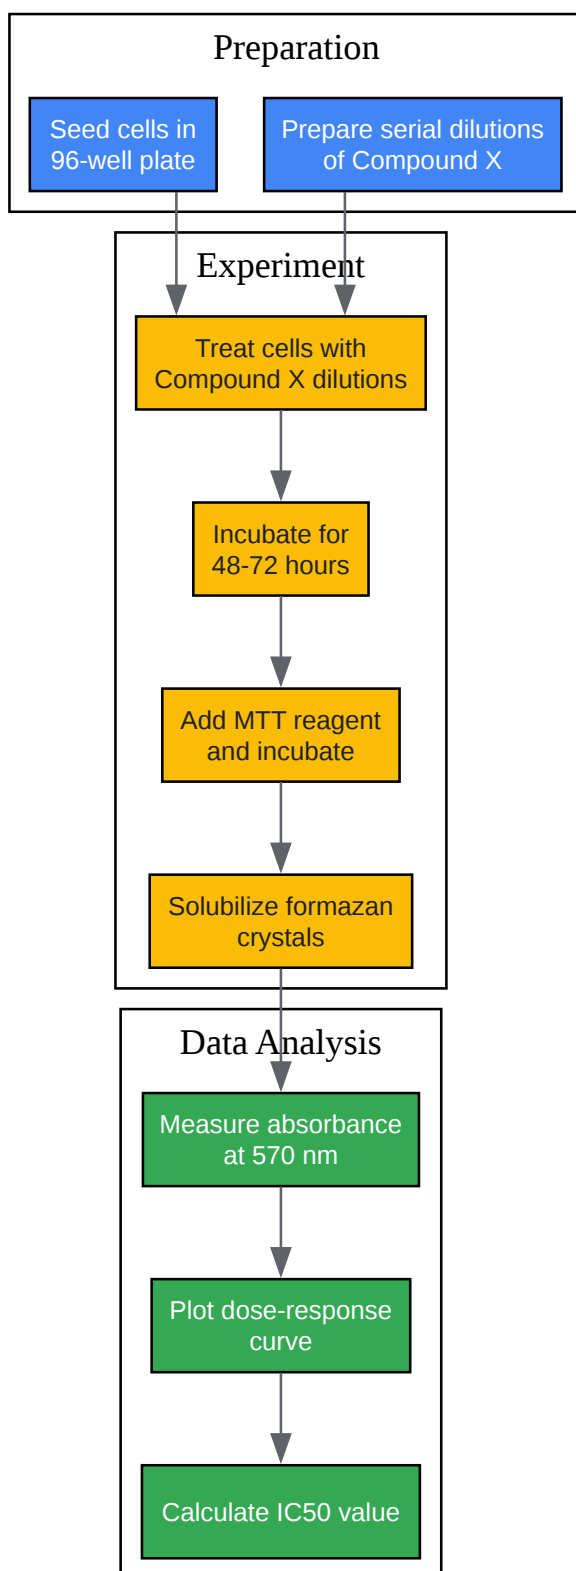 Preparation
Seed cells in
96-well plate
Prepare serial dilutions
of Compound X
Experiment
Treat cells with
Compound X dilutions
Incubate for
48-72 hours
Add MTT reagent
and incubate
Solubilize formazan
crystals
Data Analysis
Measure absorbance
at 570 nm
Plot dose-response
curve
Calculate IC50 value